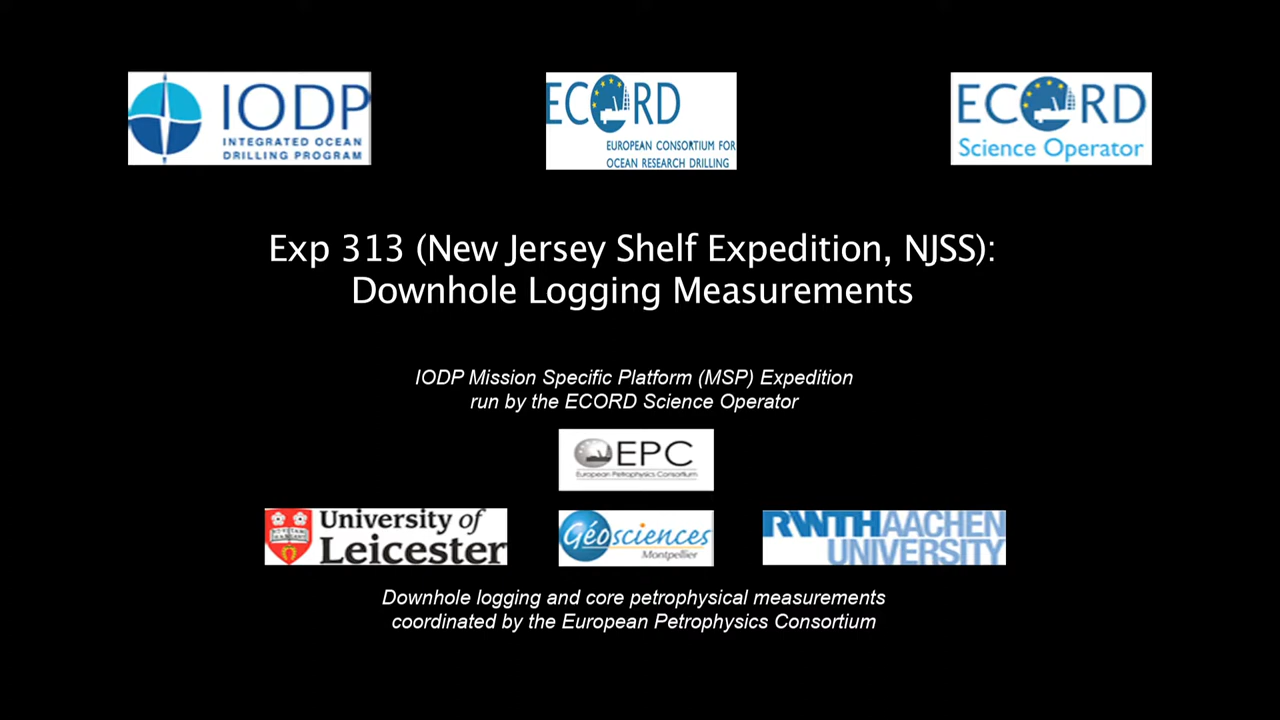 IODP
INTEGRATED OCEAN
DRILLING PROGRAM
ECORD
EUROPEAN CONSORTIUM FOR
OCEAN RESEARCH DRILLING
ECORD
Science Operator
Exp 313 (New Jersey Shelf Expedition, NJSS):
Downhole Logging Measurements
IODP Mission Specific Platform (MSP) Expedition
run by the ECORD Science Operator
EPC
European Petrophysics Consortium
University of
Leicester
Géosciences
Montpellier
RWTH AACHEN
UNIVERSITY
Downhole logging and core petrophysical measurements
coordinated by the European Petrophysics Consortium